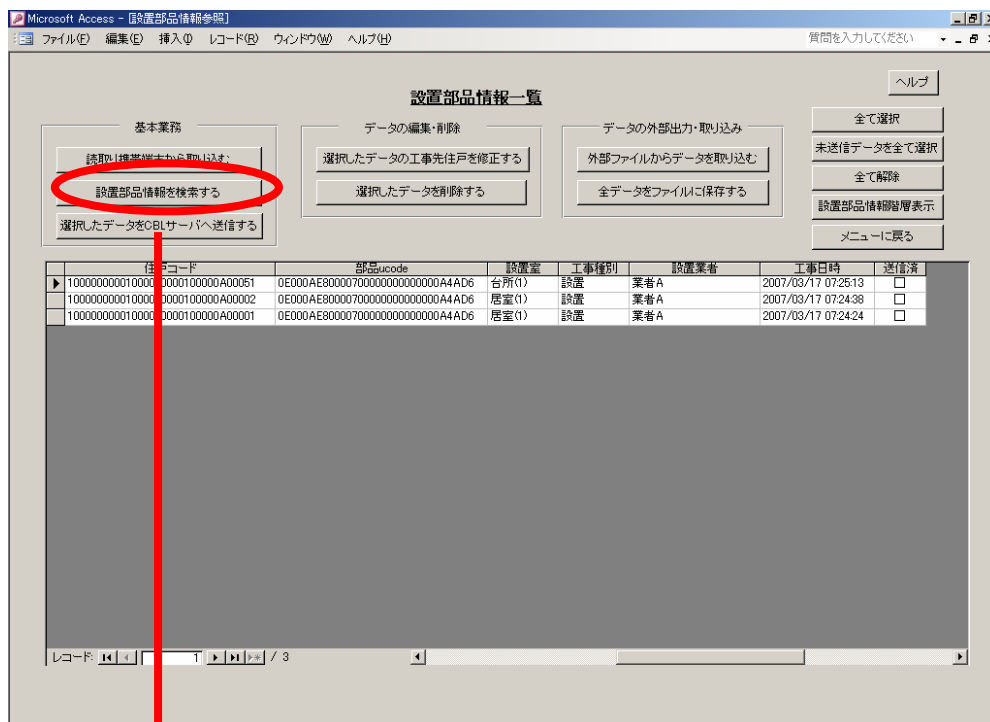 Microsoft Access - [設置部品情報参照]
ファイル(F) 編集(E) 挿入(I) レコード(R) ウィンドウ(W) ヘルプ(H) 質問を入力してください
ヘルプ
設置部品情報一覧
基本業務
読取り携帯端末から取り込む
設置部品情報を検索する
選択したデータをCBLサーバへ送信する
データの編集・削除
選択したデータの工事先住戸を修正する
選択したデータを削除する
データの外部出力・取り込み
外部ファイルからデータを取り込む
全データをファイルに保存する
全て選択
未送信データを全て選択
全て解除
設置部品情報階層表示
メニューに戻る
住戸コード 部品ucode 設置室 工事種別 設置業者 工事日時 送信済
0E000AE80000700000000000000A4AD6 台所(1) 設置 業者A 2007/03/17 07:25:13
0E000AE80000700000000000000A4AD6 居室(1) 設置 業者A 2007/03/17 07:24:38
0E000AE80000700000000000000A4AD6 居室(1) 設置 業者A 2007/03/17 07:24:24
レコード: 1 / 3